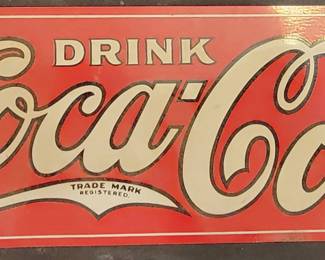 DRINK
Coca-Co
TRADE MARK
REGISTERED.